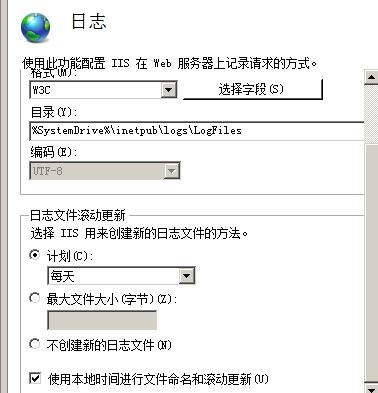 日志
使用此功能配置 IIS 在 Web 服务器上记录请求的方式。
格式(M):
W3C
选择字段(S)
目录(Y):
%SystemDrive%\inetpub\logs\LogFiles
编码(E):
UTF-8
日志文件滚动更新
选择 IIS 用来创建新的日志文件的方法。
计划(C):
每天
最大文件大小(字节)(Z):
不创建新的日志文件(N)
使用本地时间进行文件命名和滚动更新(U)